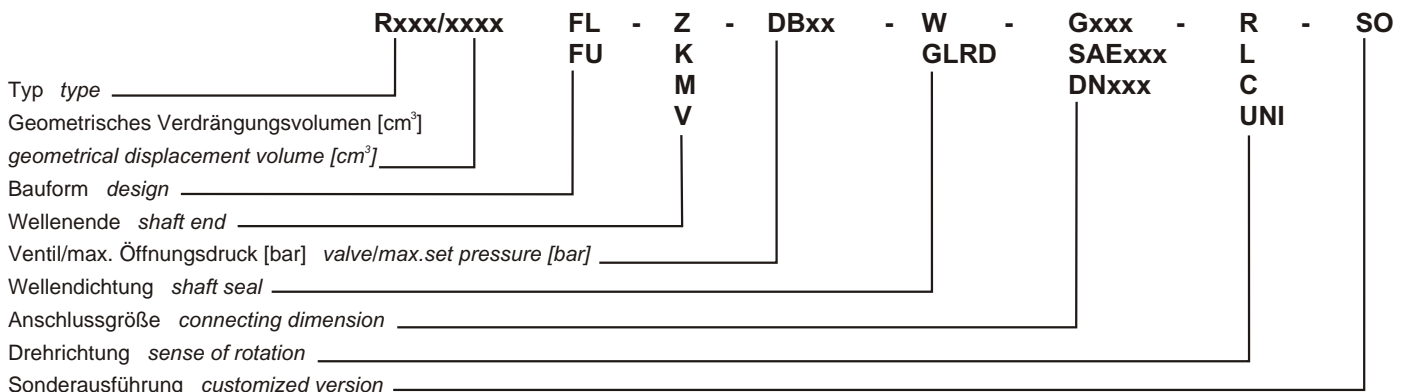 Rxxx/xxxx FL - Z - DBxx - W - Gxxx - R - SO
FU K GLRD SAExxx L
M DNxxx C
V UNI
Typ type
Geometrisches Verdrängungsvolumen [cm³]
geometrical displacement volume [cm³]
Bauform design
Wellenende shaft end
Ventil/max. Öffnungsdruck [bar] valve/max.set pressure [bar]
Wellendichtung shaft seal
Anschlussgröße connecting dimension
Drehrichtung sense of rotation
Sonderausführung customized version